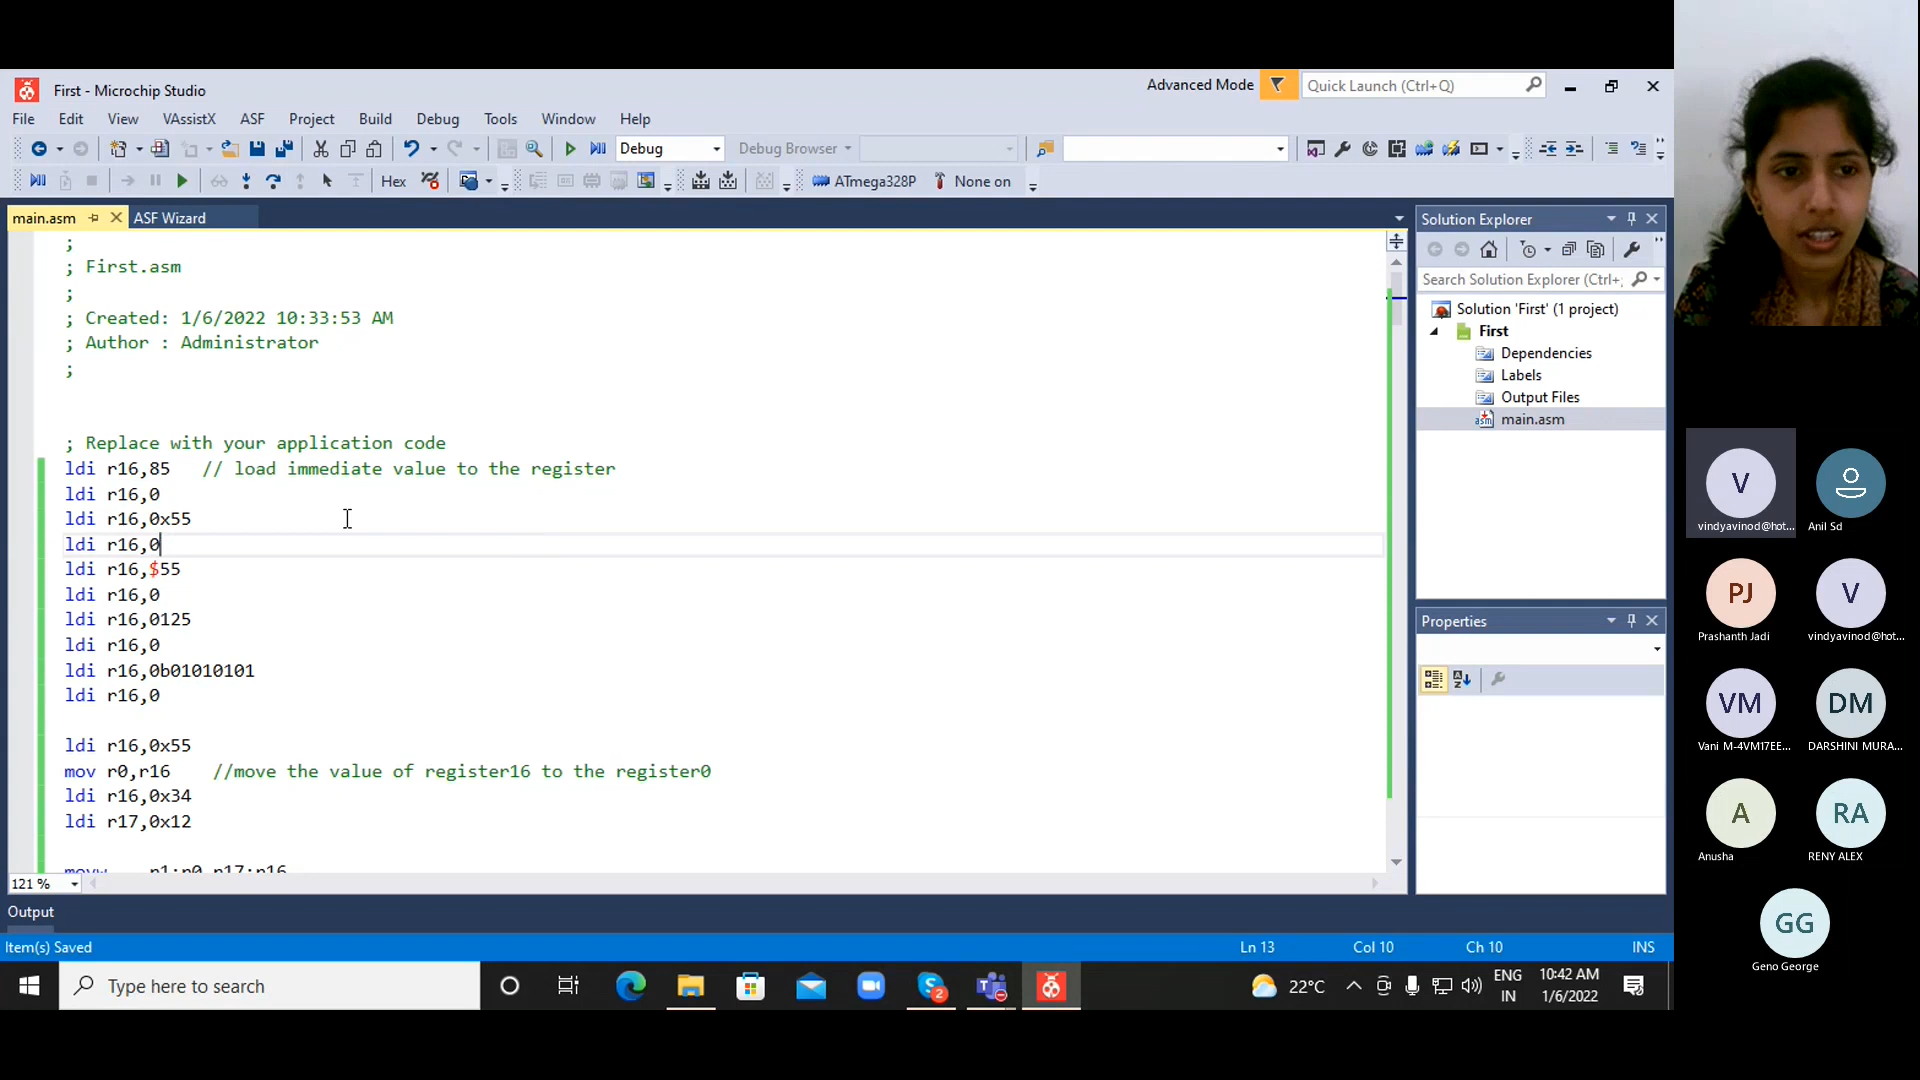 First - Microchip Studio
Advanced Mode
Quick Launch (Ctrl+Q)
File Edit View VAssistX ASF Project Build Debug Tools Window Help
Debug
Debug Browser
Hex
ATmega328P
None on
main.asm
ASF Wizard
;
; First.asm
;
; Created: 1/6/2022 10:33:53 AM
; Author : Administrator
;
; Replace with your application code
ldi r16,85 // load immediate value to the register
ldi r16,0
ldi r16,0x55
ldi r16,0
ldi r16,$55
ldi r16,0
ldi r16,0125
ldi r16,0
ldi r16,0b01010101
ldi r16,0
ldi r16,0x55
mov r0,r16 //move the value of register16 to the register0
ldi r16,0x34
ldi r17,0x12
movw r1:r0,r17:r16
121 %
Solution Explorer
Search Solution Explorer (Ctrl+;
Solution 'First' (1 project)
First
Dependencies
Labels
Output Files
asm main.asm
Properties
Output
Item(s) Saved
Ln 13 Col 10 Ch 10 INS
Type here to search
2
22°C
ENG
IN
10:42 AM
1/6/2022
V
vindyavinod@hot...
Anil Sd
PJ
Prashanth Jadi
V
vindyavinod@hot...
VM
Vani M-4VM17EE...
DM
DARSHINI MURA...
A
Anusha
RA
RENY ALEX
GG
Geno George